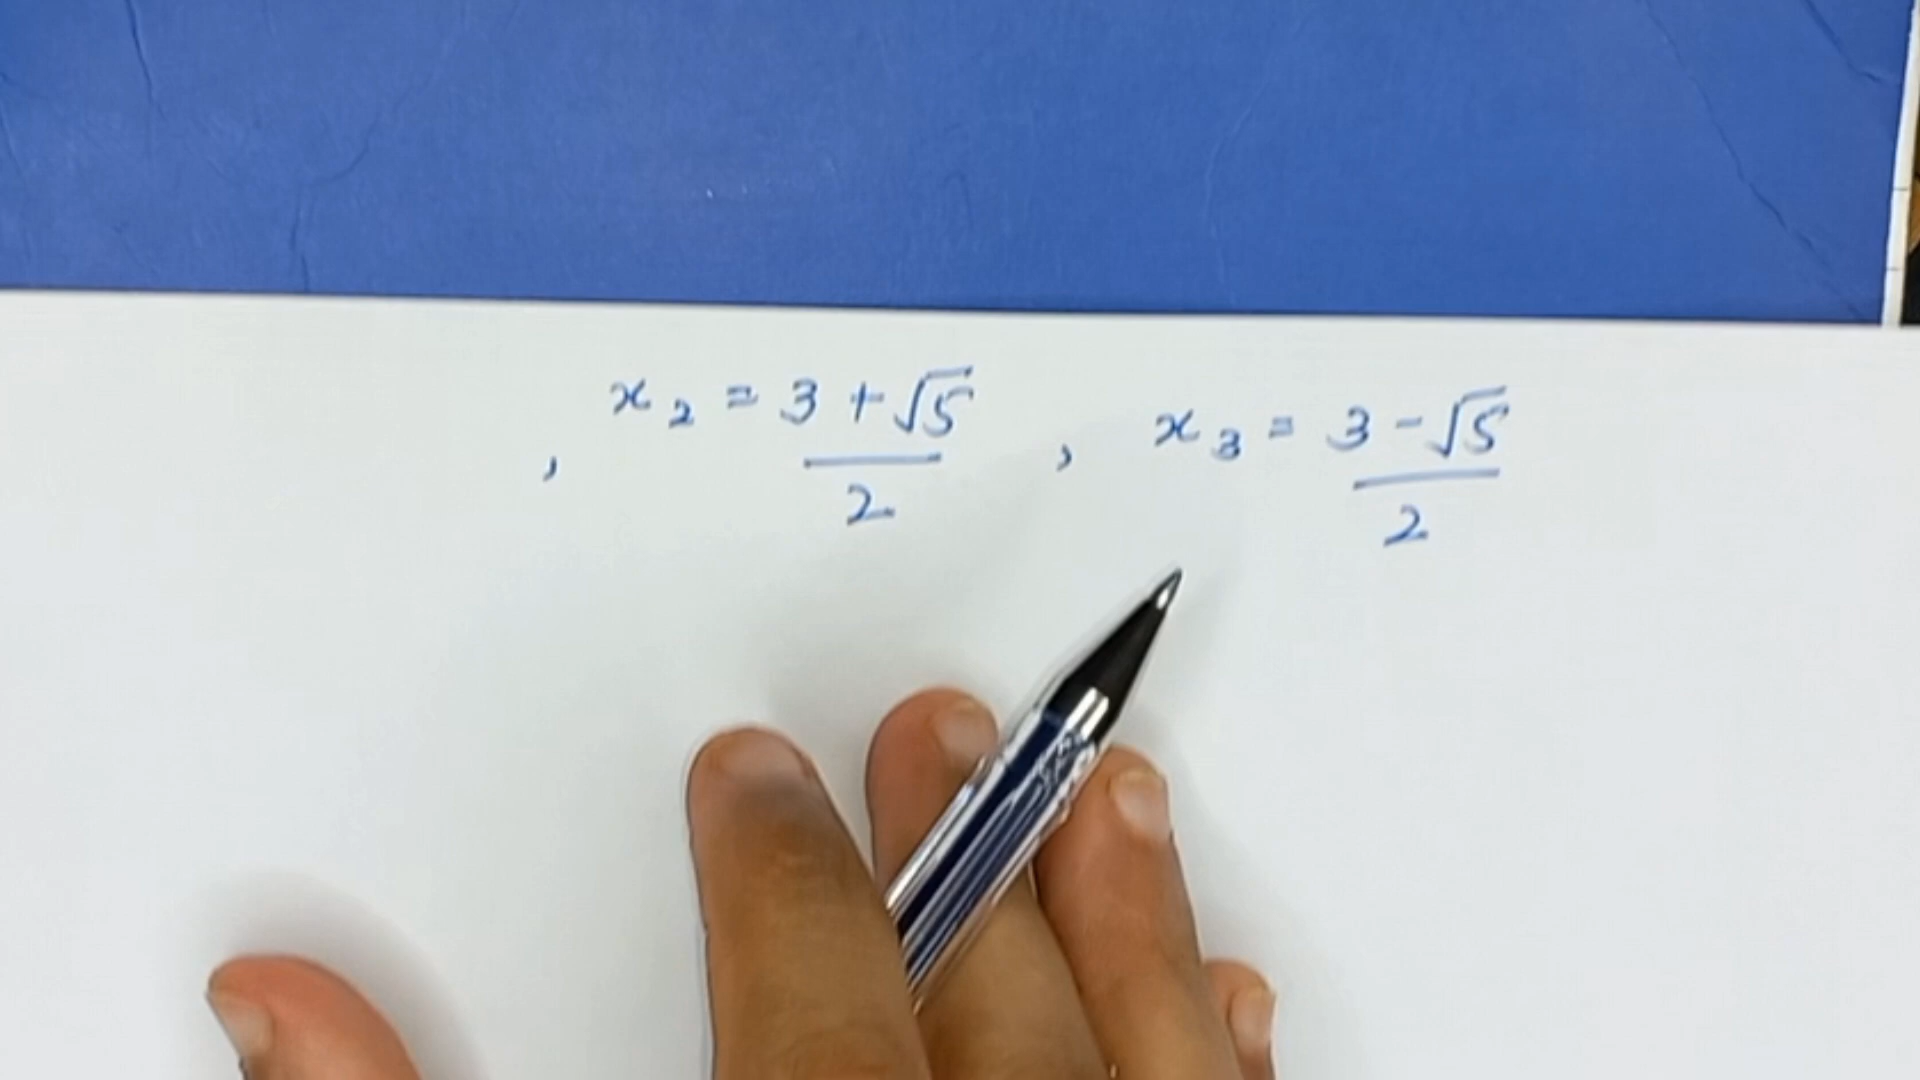 , x₂ = (3 + √5)/2 , x₃ = (3 - √5)/2